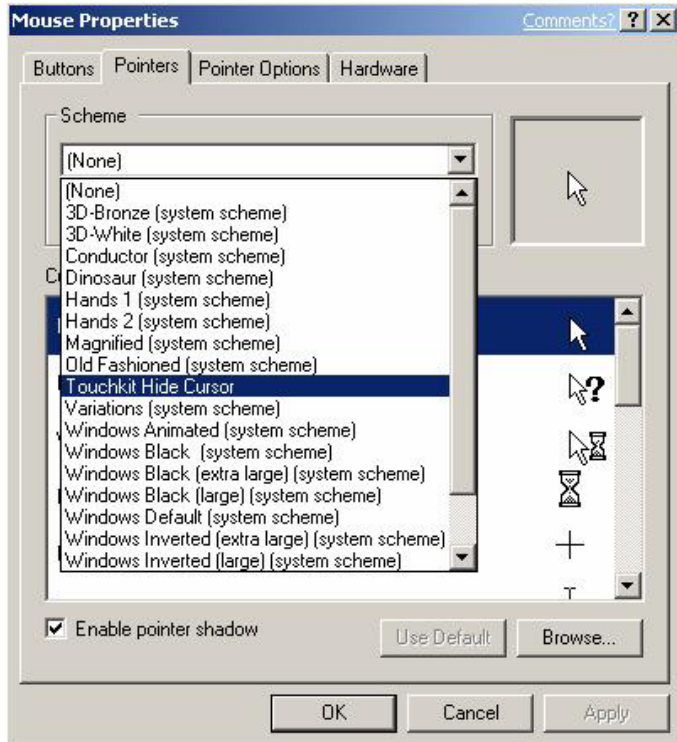 Mouse Properties Comments? ? X
Buttons Pointers Pointer Options Hardware
Scheme
(None)
(None)
3D-Bronze (system scheme)
3D-White (system scheme)
Conductor (system scheme)
Dinosaur (system scheme)
Hands 1 (system scheme)
Hands 2 (system scheme)
Magnified (system scheme)
Old Fashioned (system scheme)
Touchkit Hide Cursor
Variations (system scheme)
Windows Animated (system scheme)
Windows Black (system scheme)
Windows Black (extra large) (system scheme)
Windows Black (large) (system scheme)
Windows Default (system scheme)
Windows Inverted (extra large) (system scheme)
Windows Inverted (large) (system scheme)
Enable pointer shadow
Use Default Browse...
OK Cancel Apply